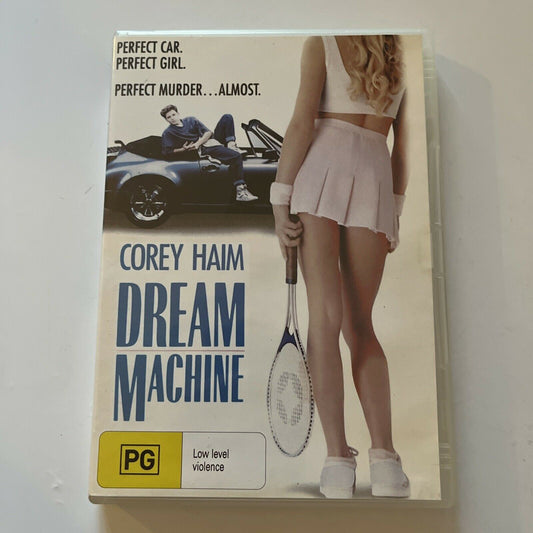 PERFECT CAR.
PERFECT GIRL.
PERFECT MURDER...ALMOST.
COREY HAIM
DREAM
MACHINE
PG
Low level
violence